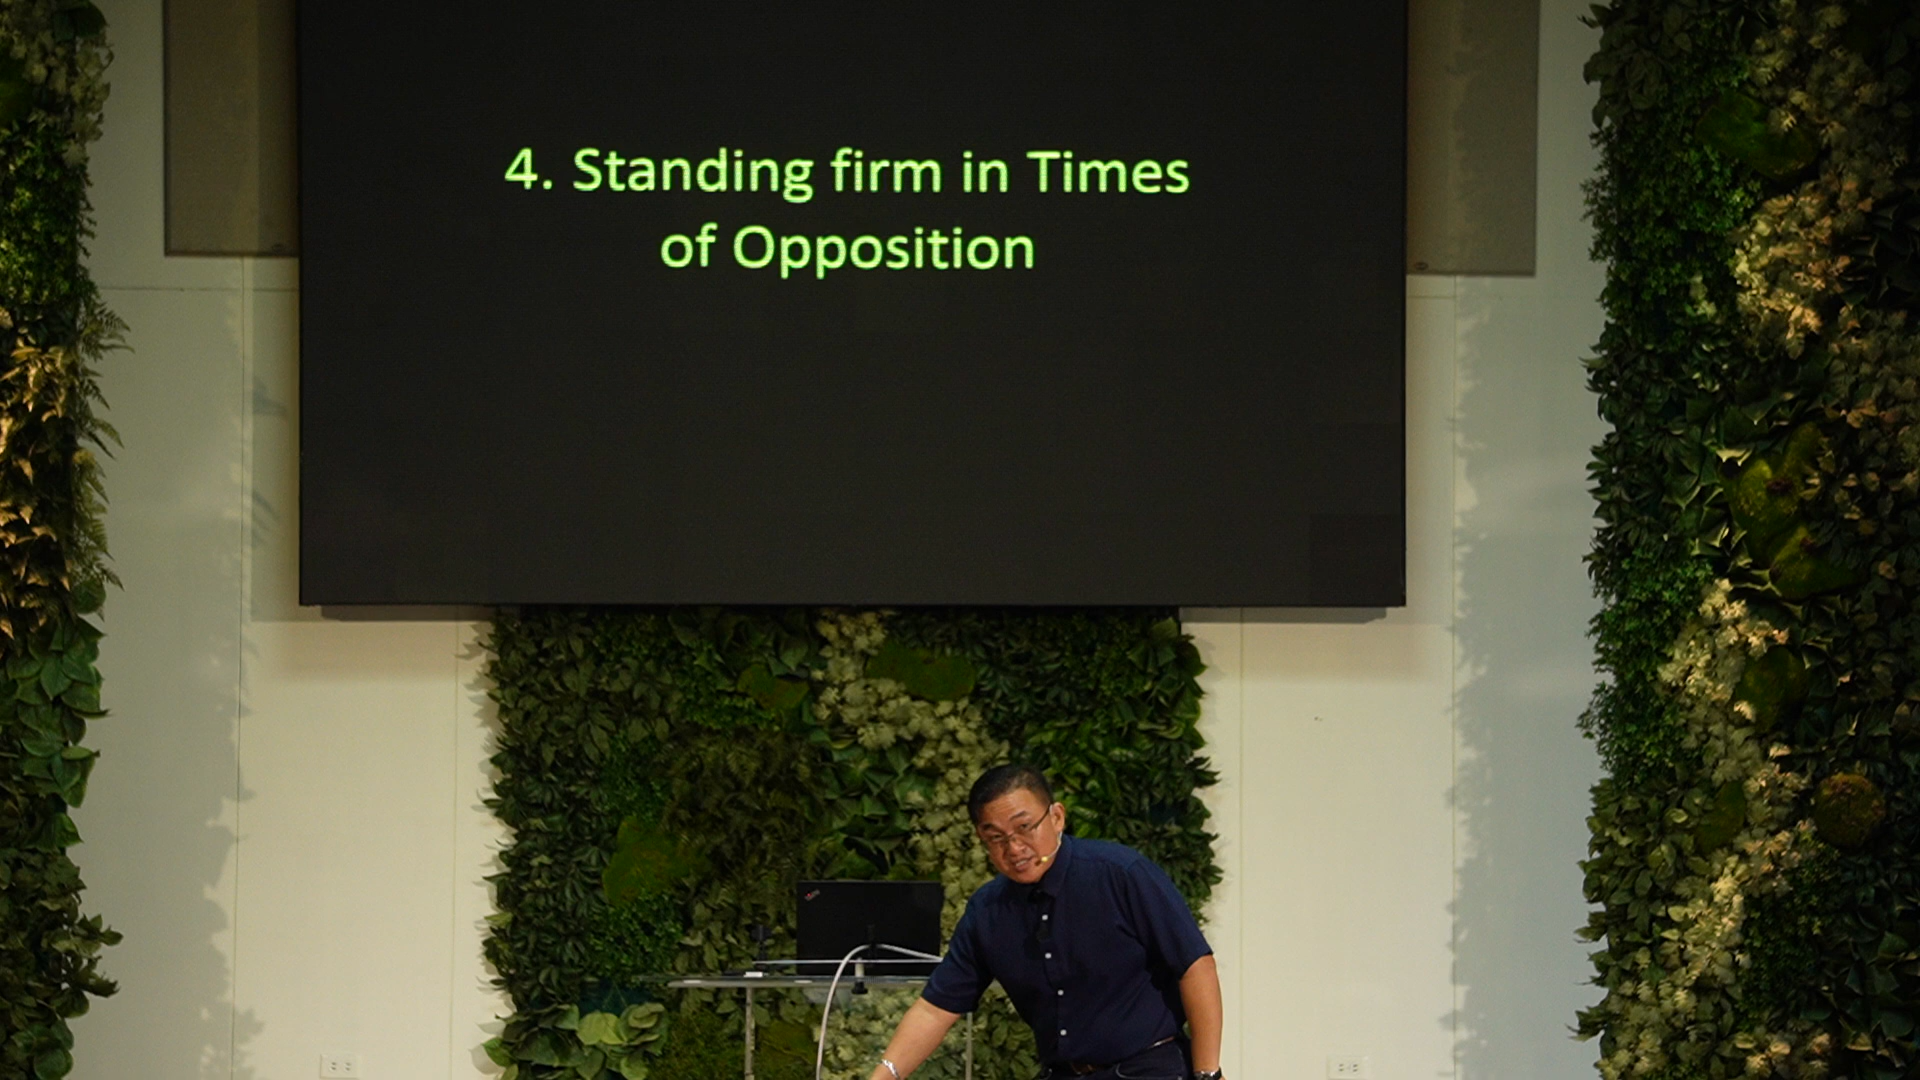 4. Standing firm in Times
of Opposition